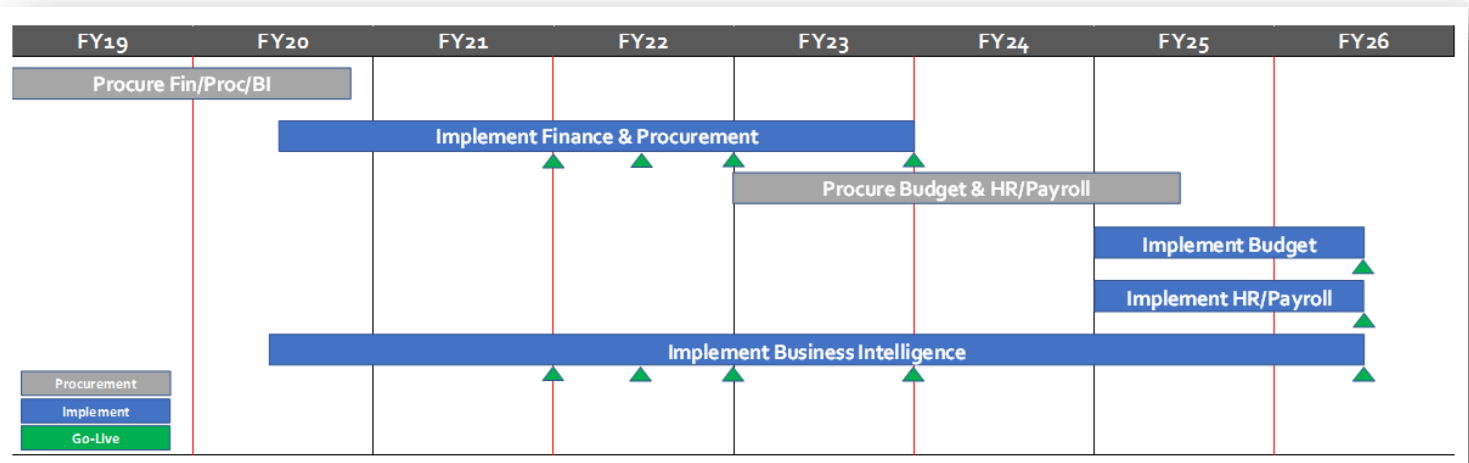 FY19 FY20 FY21 FY22 FY23 FY24 FY25 FY26
Procure Fin/Proc/BI
Implement Finance & Procurement
Procure Budget & HR/Payroll
Implement Budget
Implement HR/Payroll
Implement Business Intelligence
Procurement
Implement
Go-Live